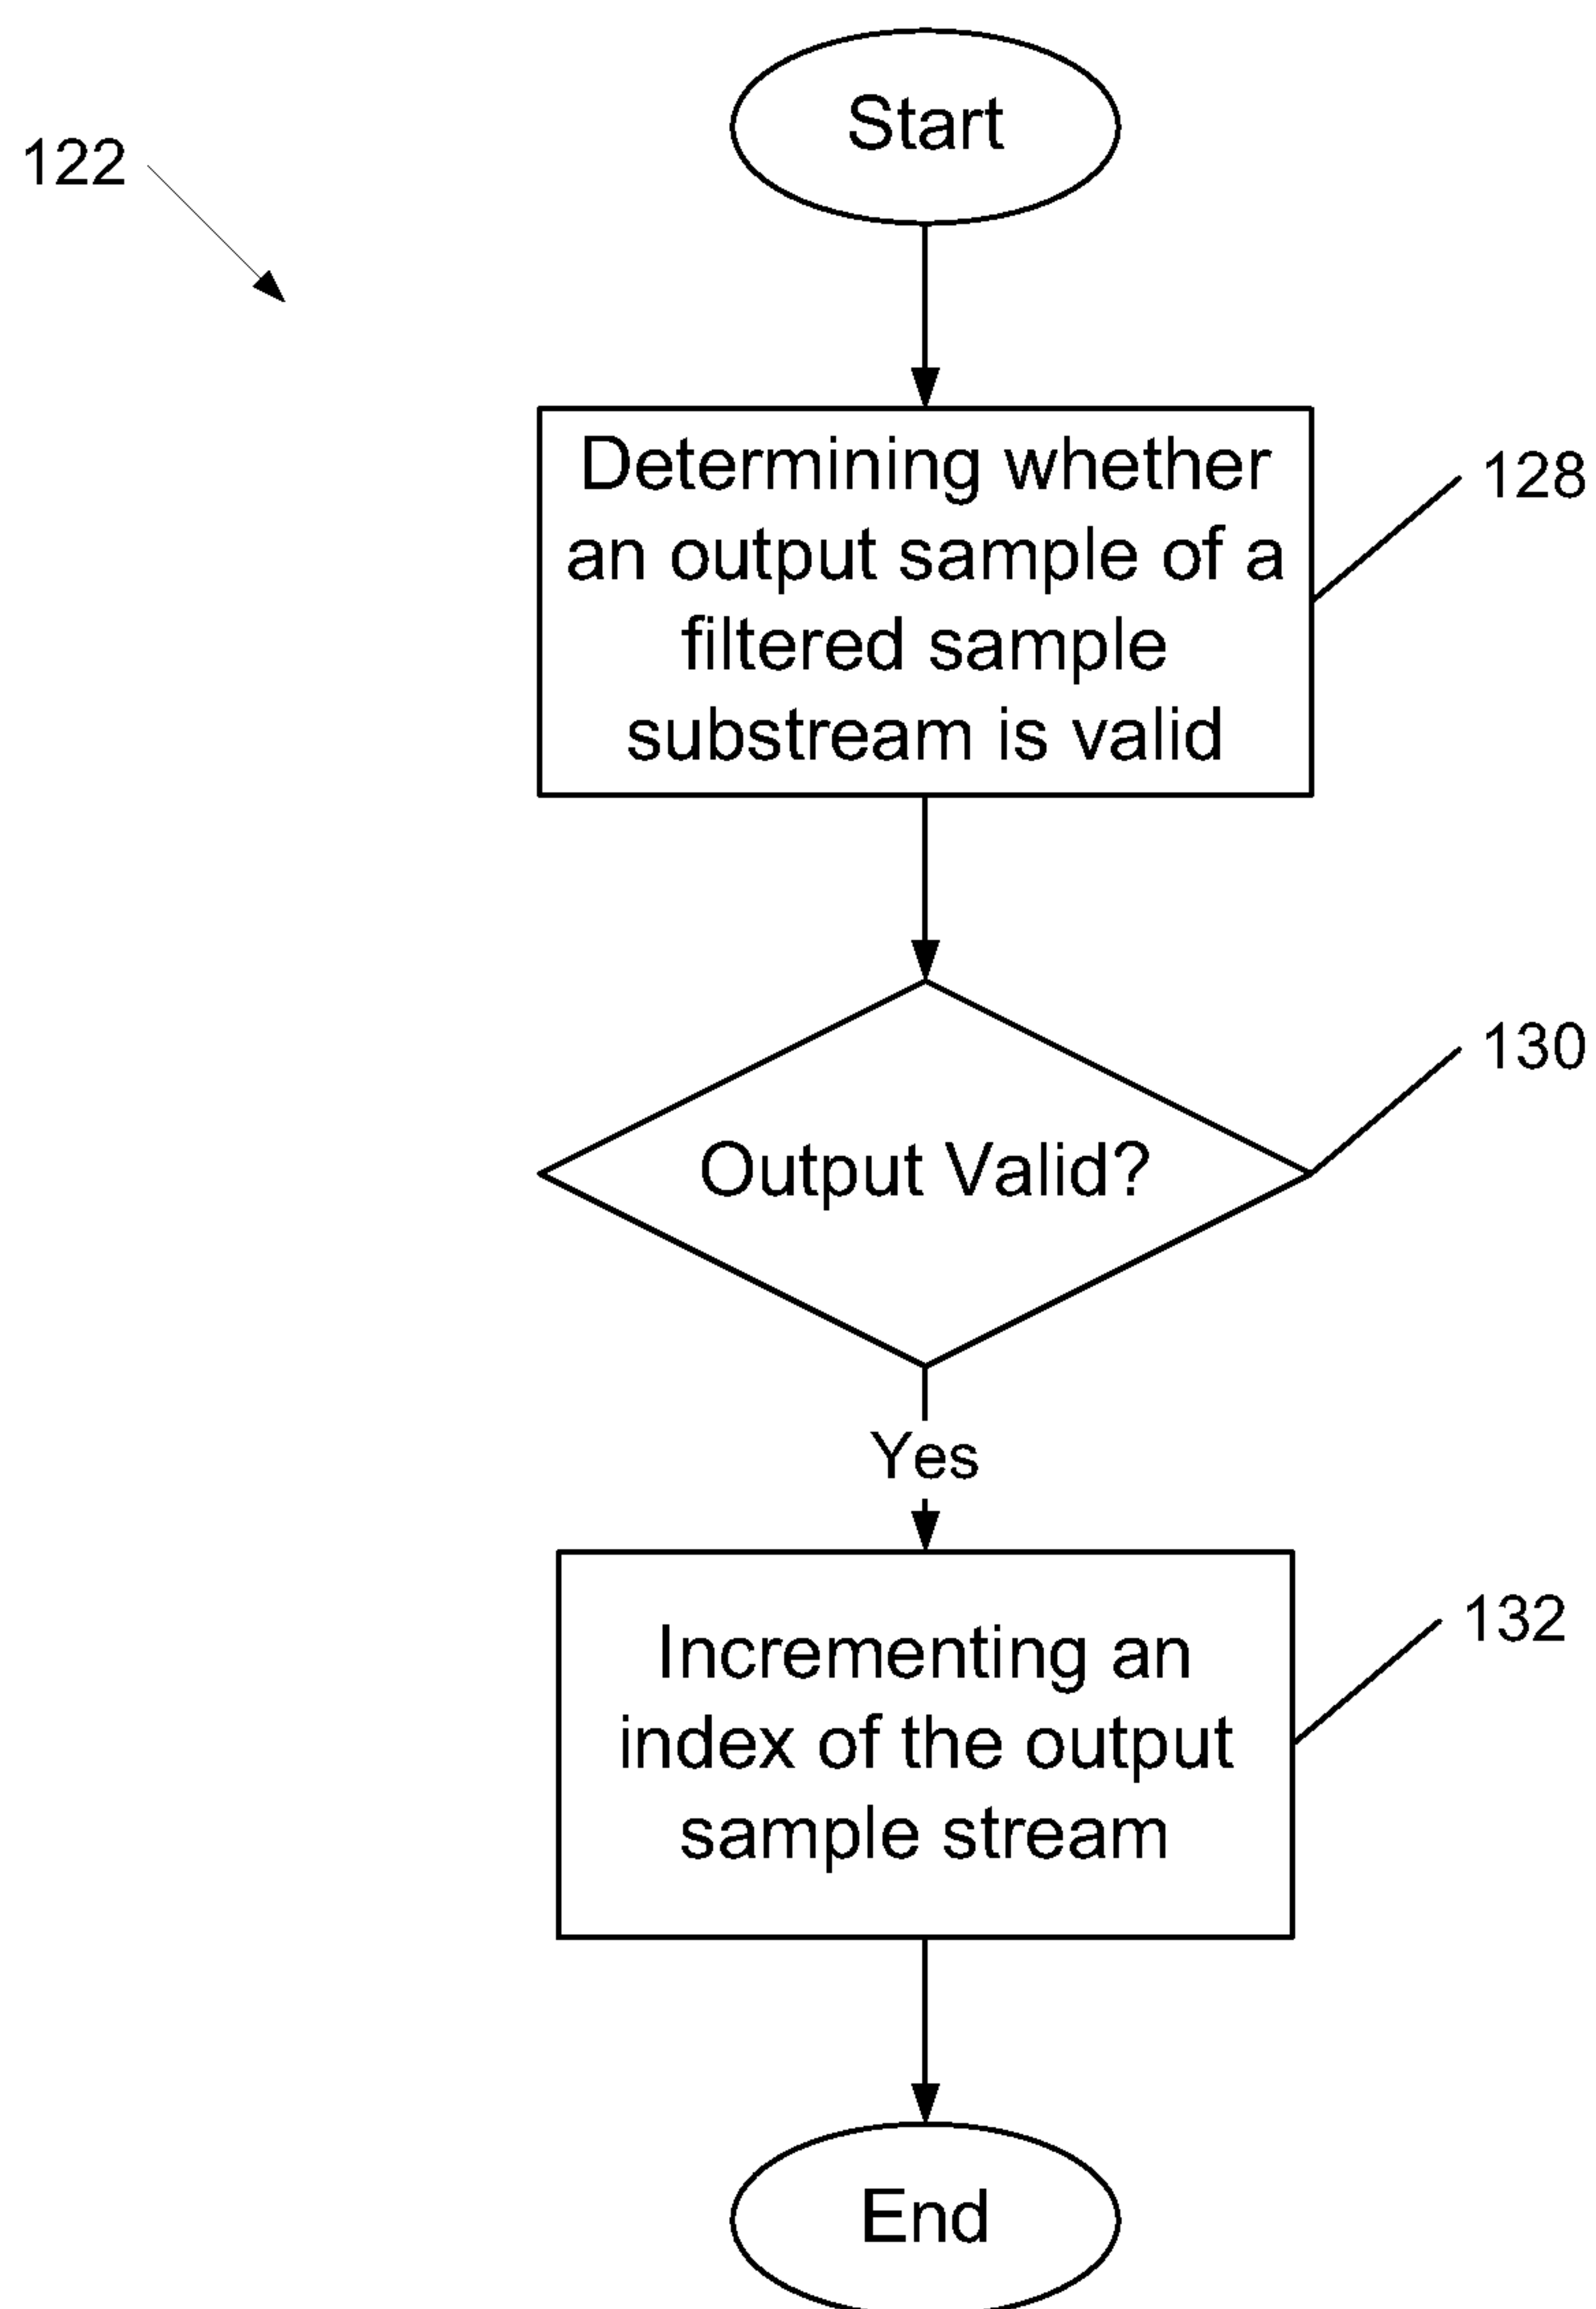 Start
122
Determining whether
an output sample of a
filtered sample
substream is valid
128
Output Valid?
130
Yes
Incrementing an
index of the output
sample stream
132
End